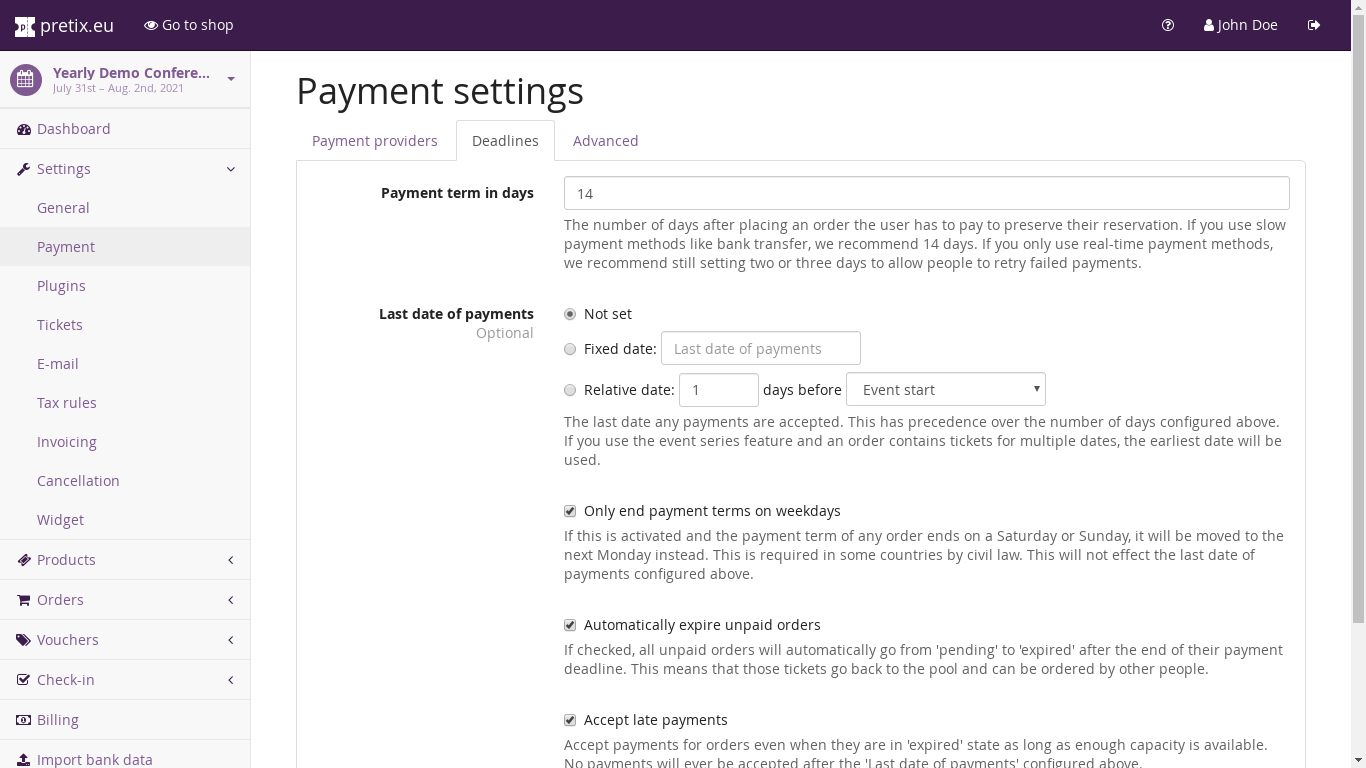 pretix.eu
Go to shop
John Doe
Yearly Demo Confere...
July 31st – Aug. 2nd, 2021
Dashboard
Settings
General
Payment
Plugins
Tickets
E-mail
Tax rules
Invoicing
Cancellation
Widget
Products
Orders
Vouchers
Check-in
Billing
Import bank data
Payment settings
Payment providers
Deadlines
Advanced
Payment term in days
14
The number of days after placing an order the user has to pay to preserve their reservation. If you use slow
payment methods like bank transfer, we recommend 14 days. If you only use real-time payment methods,
we recommend still setting two or three days to allow people to retry failed payments.
Last date of payments
Optional
Not set
Fixed date: Last date of payments
Relative date: 1 days before Event start
The last date any payments are accepted. This has precedence over the number of days configured above.
If you use the event series feature and an order contains tickets for multiple dates, the earliest date will be
used.
Only end payment terms on weekdays
If this is activated and the payment term of any order ends on a Saturday or Sunday, it will be moved to the
next Monday instead. This is required in some countries by civil law. This will not effect the last date of
payments configured above.
Automatically expire unpaid orders
If checked, all unpaid orders will automatically go from 'pending' to 'expired' after the end of their payment
deadline. This means that those tickets go back to the pool and can be ordered by other people.
Accept late payments
Accept payments for orders even when they are in 'expired' state as long as enough capacity is available.
No payments will ever be accepted after the 'Last date of payments' configured above.